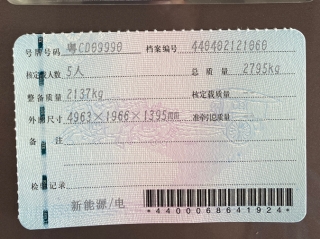 号牌号码 粤CD09990 档案编号 440402121060
核定载人数 5人 总质量 2795kg
整备质量 2137kg 核定载质量
外廓尺寸 4963×1966×1395mm 准牵引总质量
备注
检验记录
新能源/电
*4400068641924*